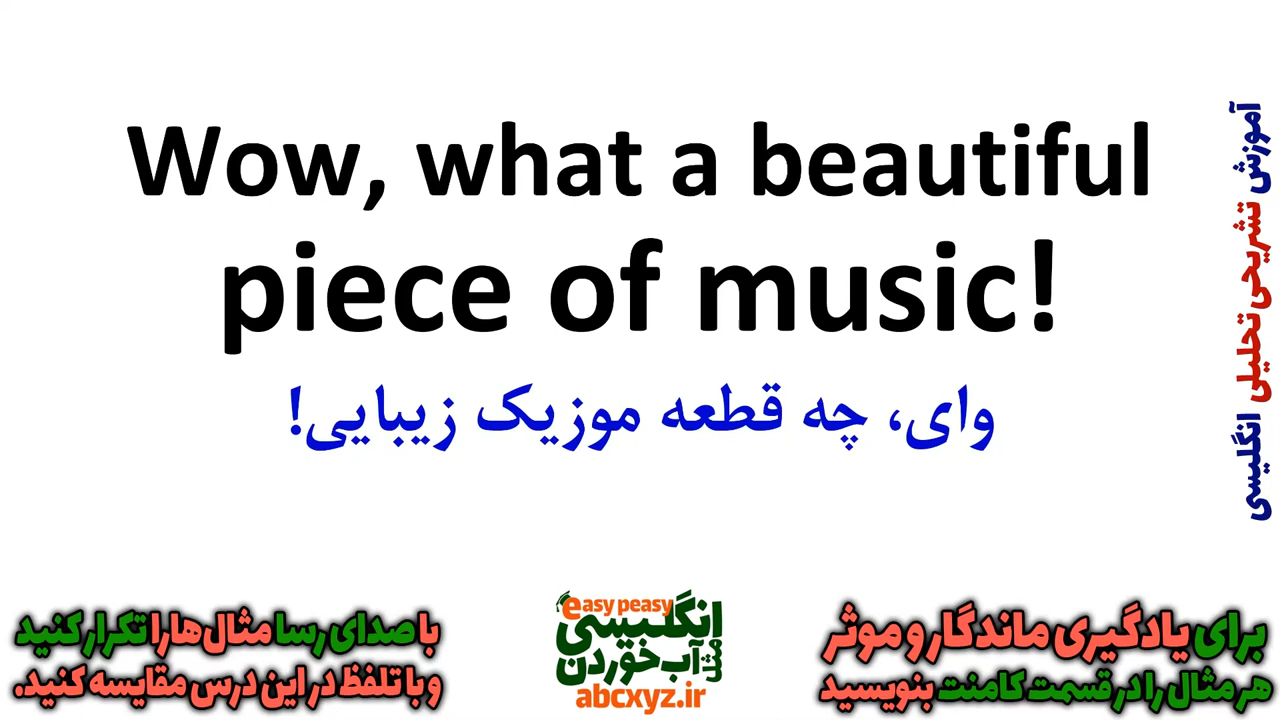 Wow, what a beautiful
piece of music!
وای، چه قطعه موزیک زیبایی!
آموزش تشریحی تحلیلی انگلیسی
برای یادگیری ماندگار و موثر
هر مثال را در قسمت کامنت بنویسید
easy peasy
انگلیسی
مثل آب خوردن
abcxyz.ir
با صدای رسا مثال‌ها را تکرار کنید
و با تلفظ در این درس مقایسه کنید.